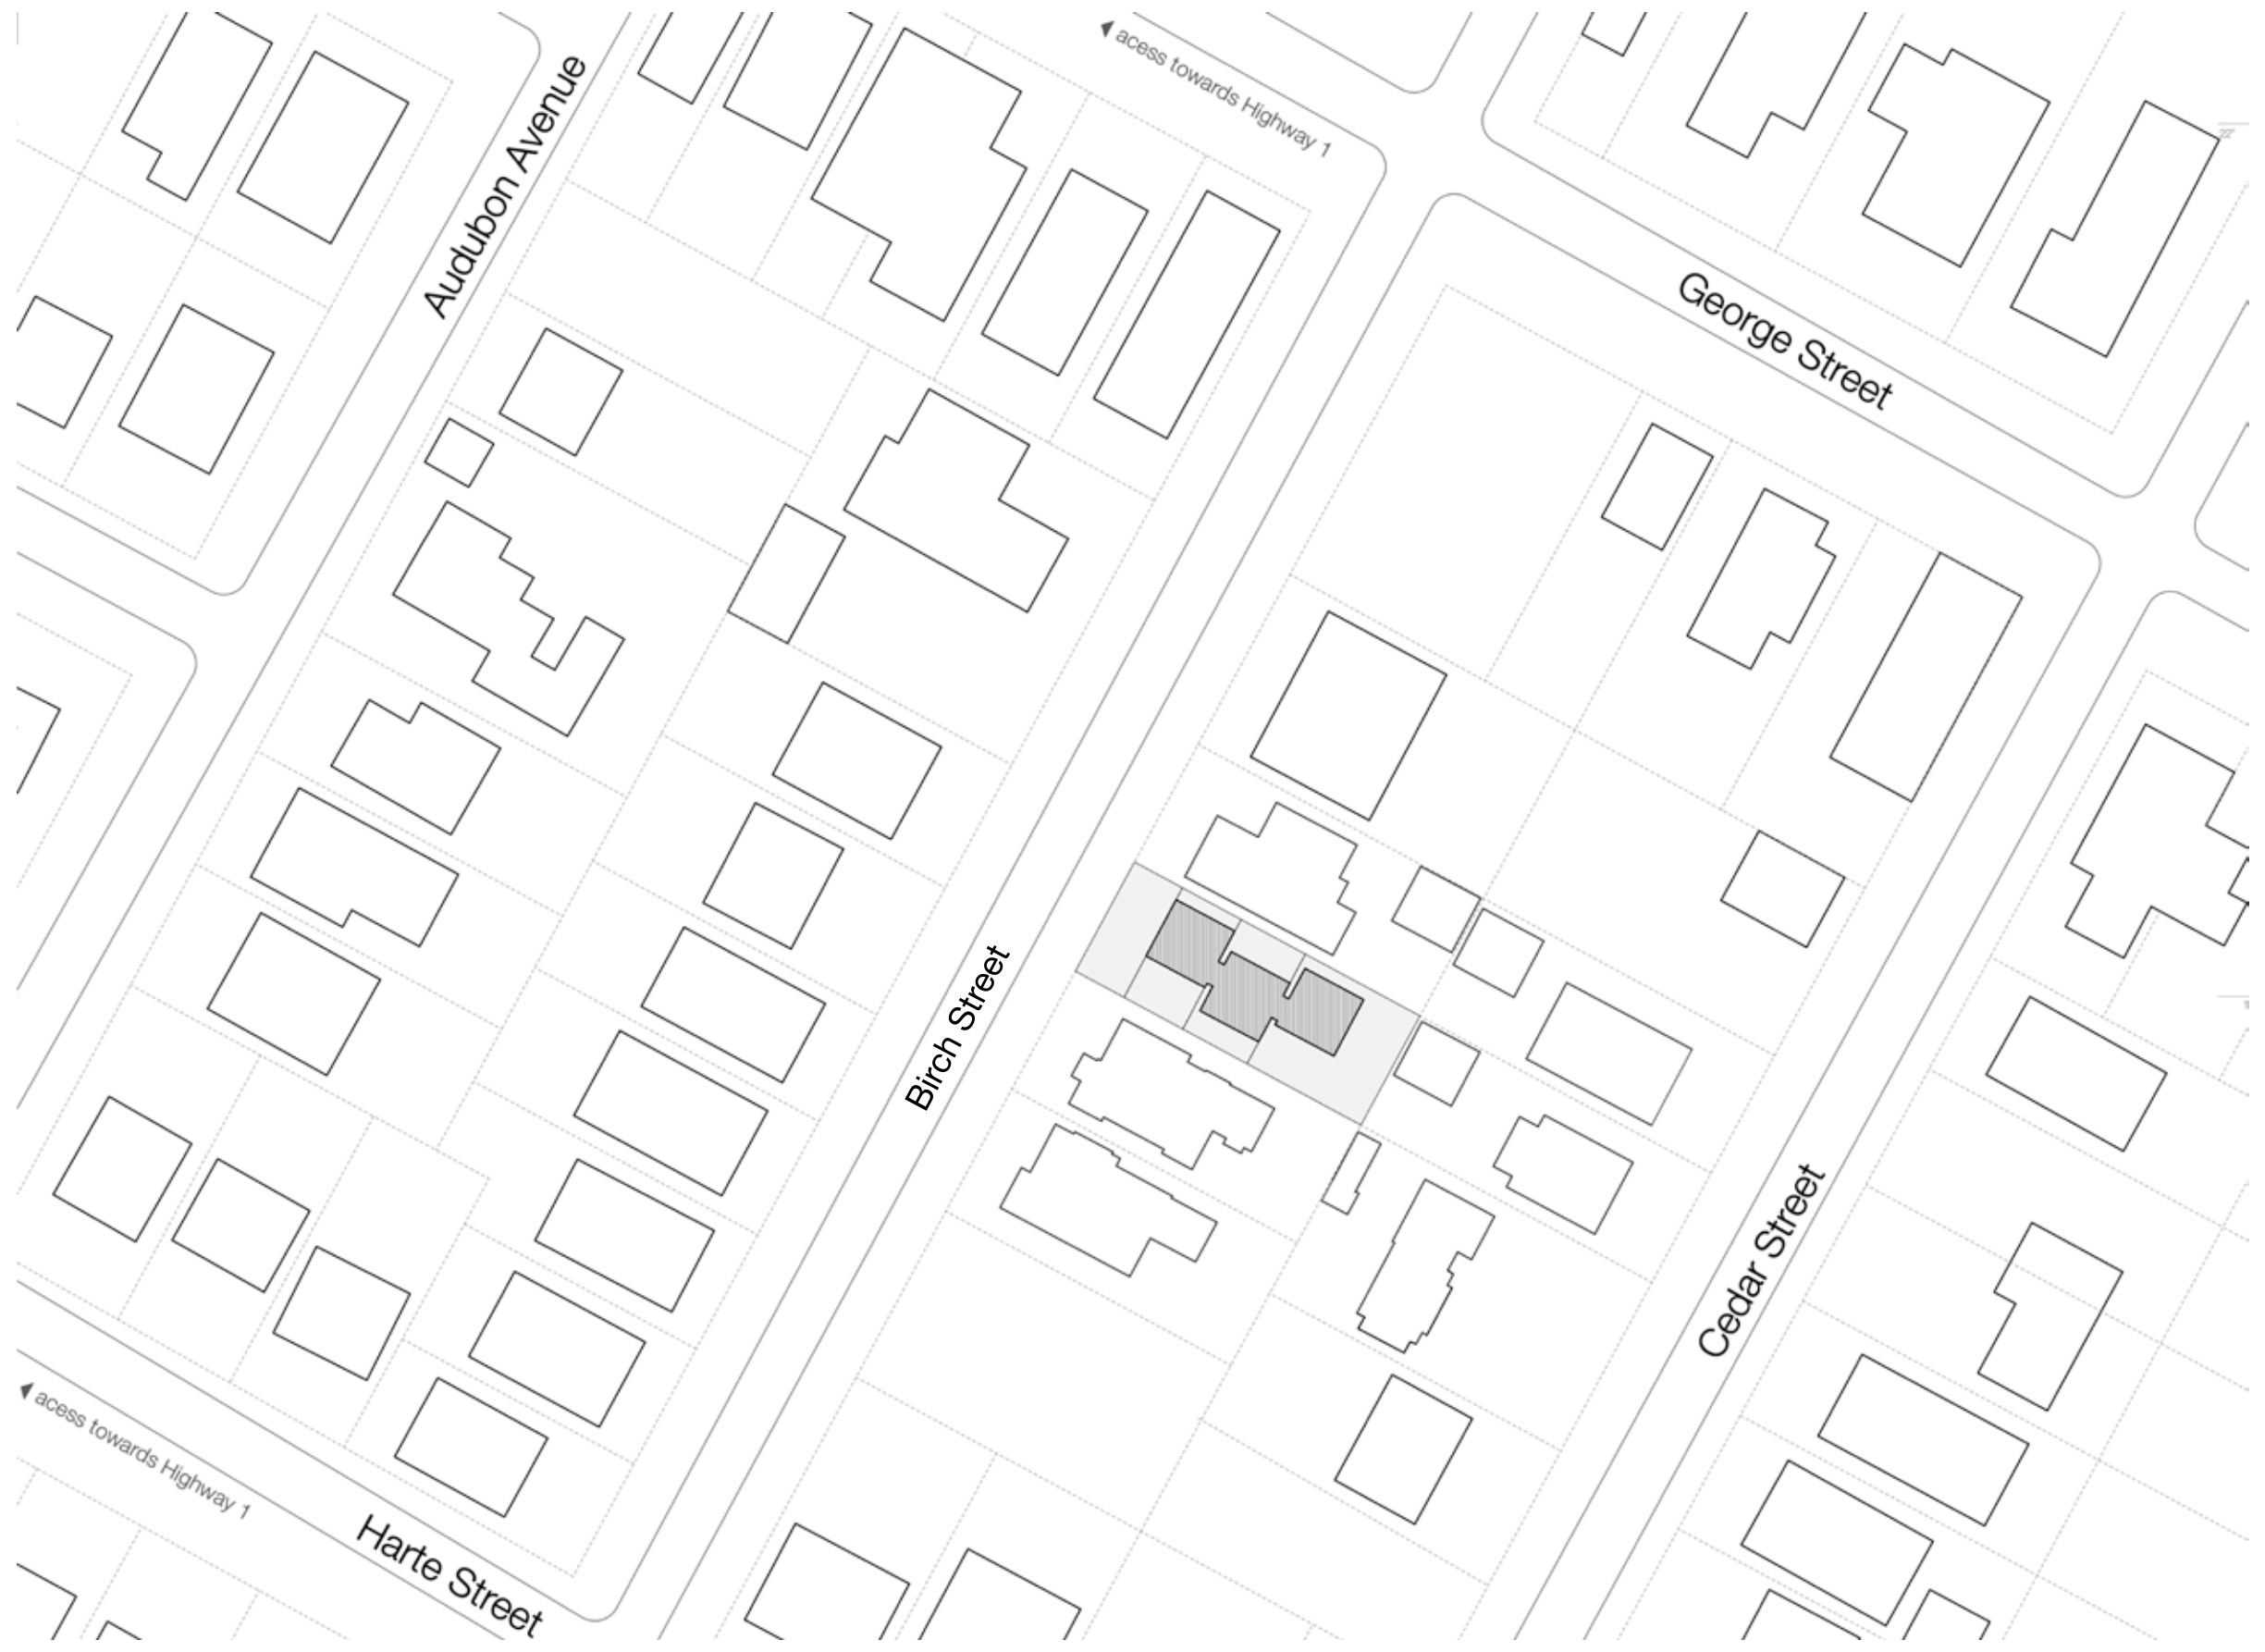 acess towards Highway 1
Audubon Avenue
George Street
Birch Street
Cedar Street
acess towards Highway 1
Harte Street